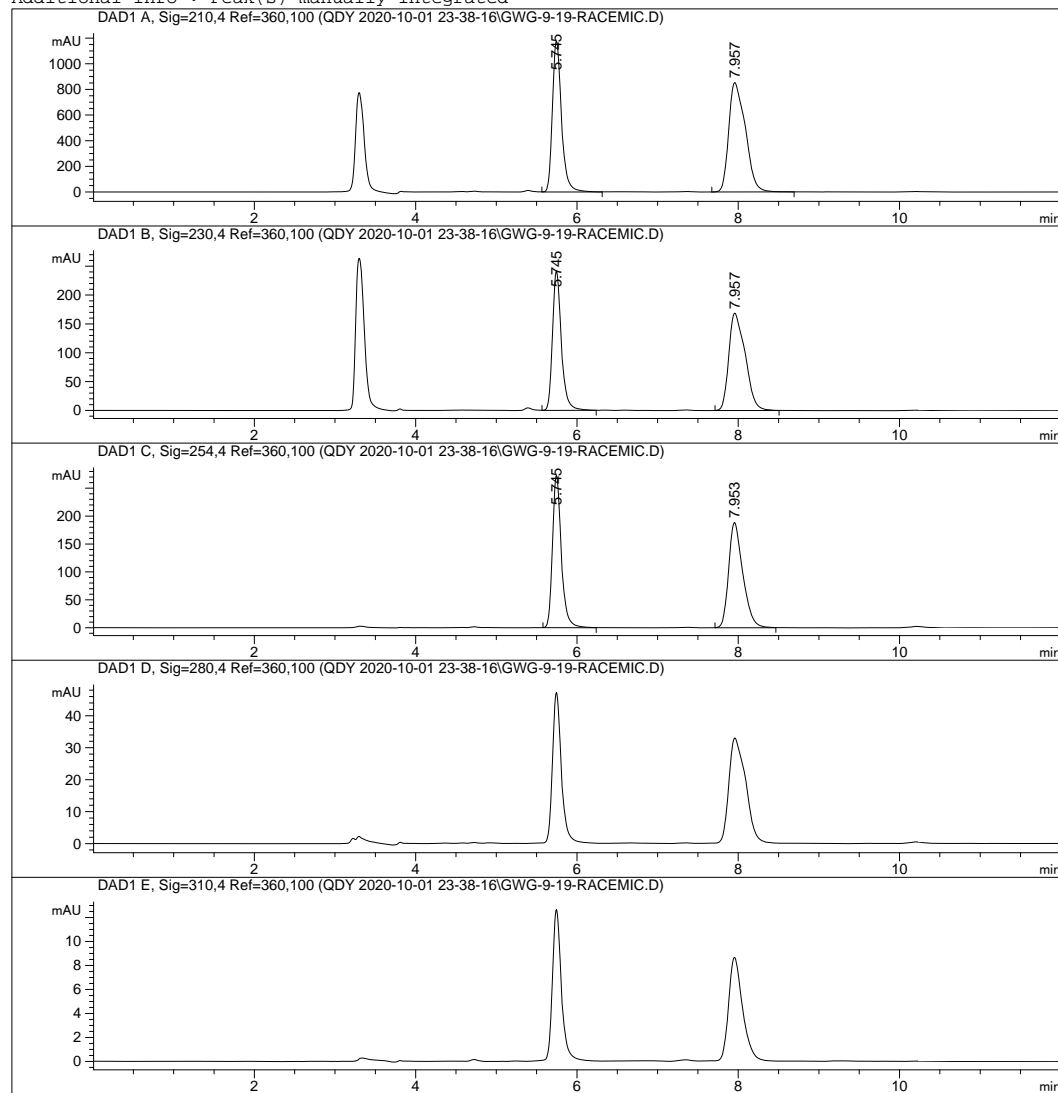 Additional Info : Peak(s) manually integrated
DAD1 A, Sig=210,4 Ref=360,100 (QDY 2020-10-01 23-38-16\GWG-9-19-RACEMIC.D)
mAU
1000
800
600
400
200
0
5.745
7.957
2 4 6 8 10 min
DAD1 B, Sig=230,4 Ref=360,100 (QDY 2020-10-01 23-38-16\GWG-9-19-RACEMIC.D)
mAU
200
150
100
50
0
5.745
7.957
2 4 6 8 10 min
DAD1 C, Sig=254,4 Ref=360,100 (QDY 2020-10-01 23-38-16\GWG-9-19-RACEMIC.D)
mAU
200
150
100
50
0
5.745
7.953
2 4 6 8 10 min
DAD1 D, Sig=280,4 Ref=360,100 (QDY 2020-10-01 23-38-16\GWG-9-19-RACEMIC.D)
mAU
40
30
20
10
0
2 4 6 8 10 min
DAD1 E, Sig=310,4 Ref=360,100 (QDY 2020-10-01 23-38-16\GWG-9-19-RACEMIC.D)
mAU
10
8
6
4
2
0
2 4 6 8 10 min